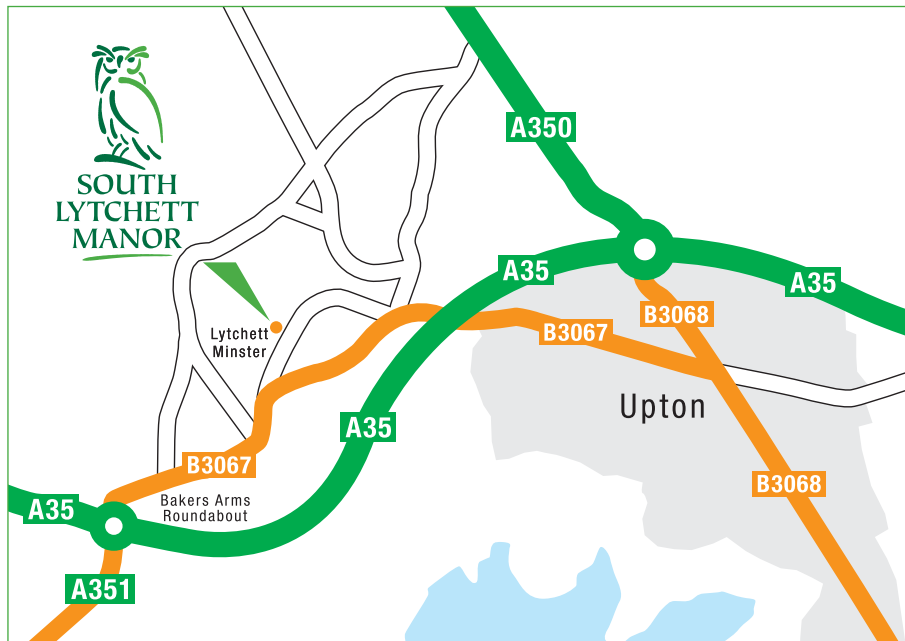 SOUTH
LYTCHETT
MANOR
A350
A35
A35
B3068
B3067
Lytchett
Minster
Upton
A35
B3067
B3068
Bakers Arms
Roundabout
A35
A351